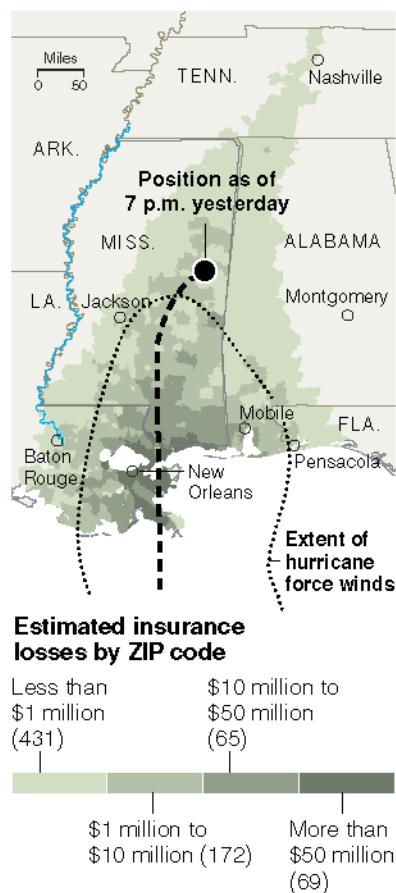 Miles
0 50
TENN.
Nashville
ARK.
Position as of
7 p.m. yesterday
MISS.
ALABAMA
LA.
Jackson
Montgomery
Mobile
FLA.
Baton
Rouge
New
Orleans
Pensacola
Extent of
hurricane
force winds
Estimated insurance
losses by ZIP code
Less than
$1 million
(431)
$10 million to
$50 million
(65)
$1 million to
$10 million (172)
More than
$50 million
(69)